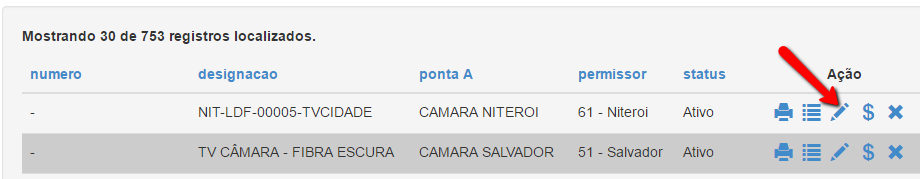 Mostrando 30 de 753 registros localizados.
numero designacao ponta A permissor status Ação
- NIT-LDF-00005-TVCIDADE CAMARA NITEROI 61 - Niteroi Ativo $
- TV CÂMARA - FIBRA ESCURA CAMARA SALVADOR 51 - Salvador Ativo $